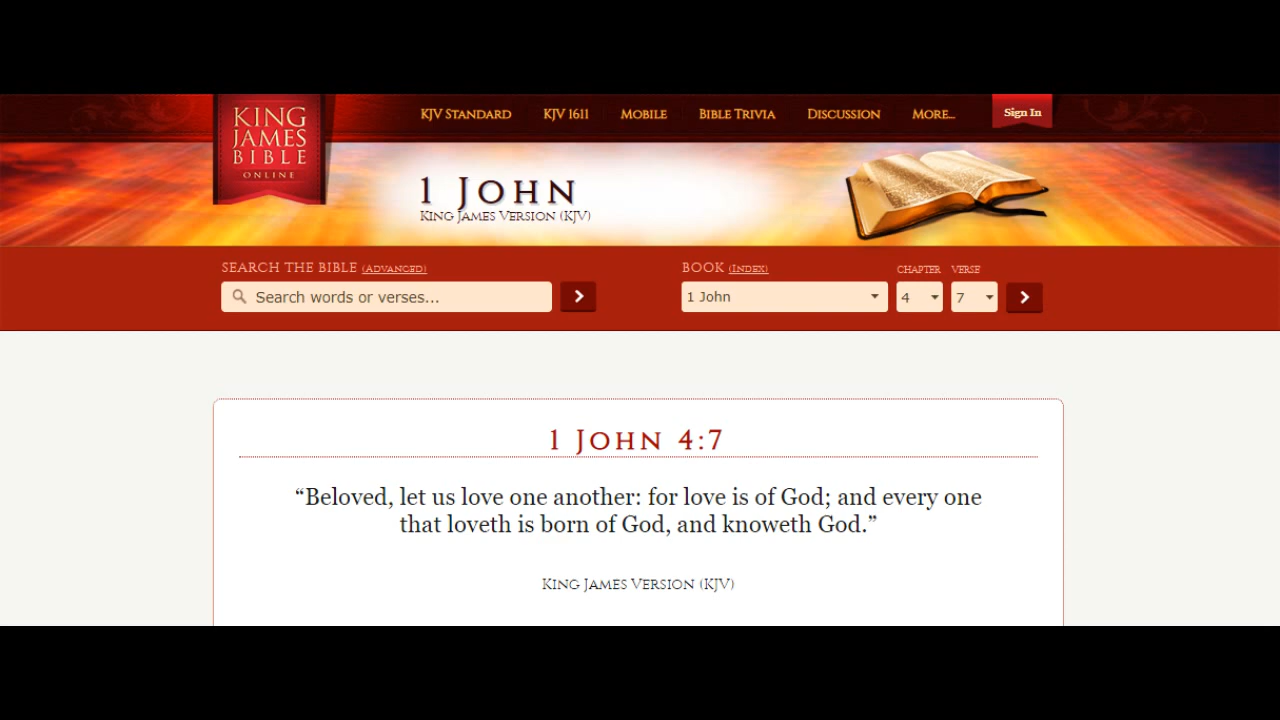 KING
JAMES
BIBLE
ONLINE
KJV STANDARD KJV 1611 MOBILE BIBLE TRIVIA DISCUSSION MORE... Sign In
1 JOHN
KING JAMES VERSION (KJV)
SEARCH THE BIBLE (ADVANCED) BOOK (INDEX) CHAPTER VERSE
Search words or verses... 1 John 4 7
1 JOHN 4:7
“Beloved, let us love one another: for love is of God; and every one
that loveth is born of God, and knoweth God.”
KING JAMES VERSION (KJV)